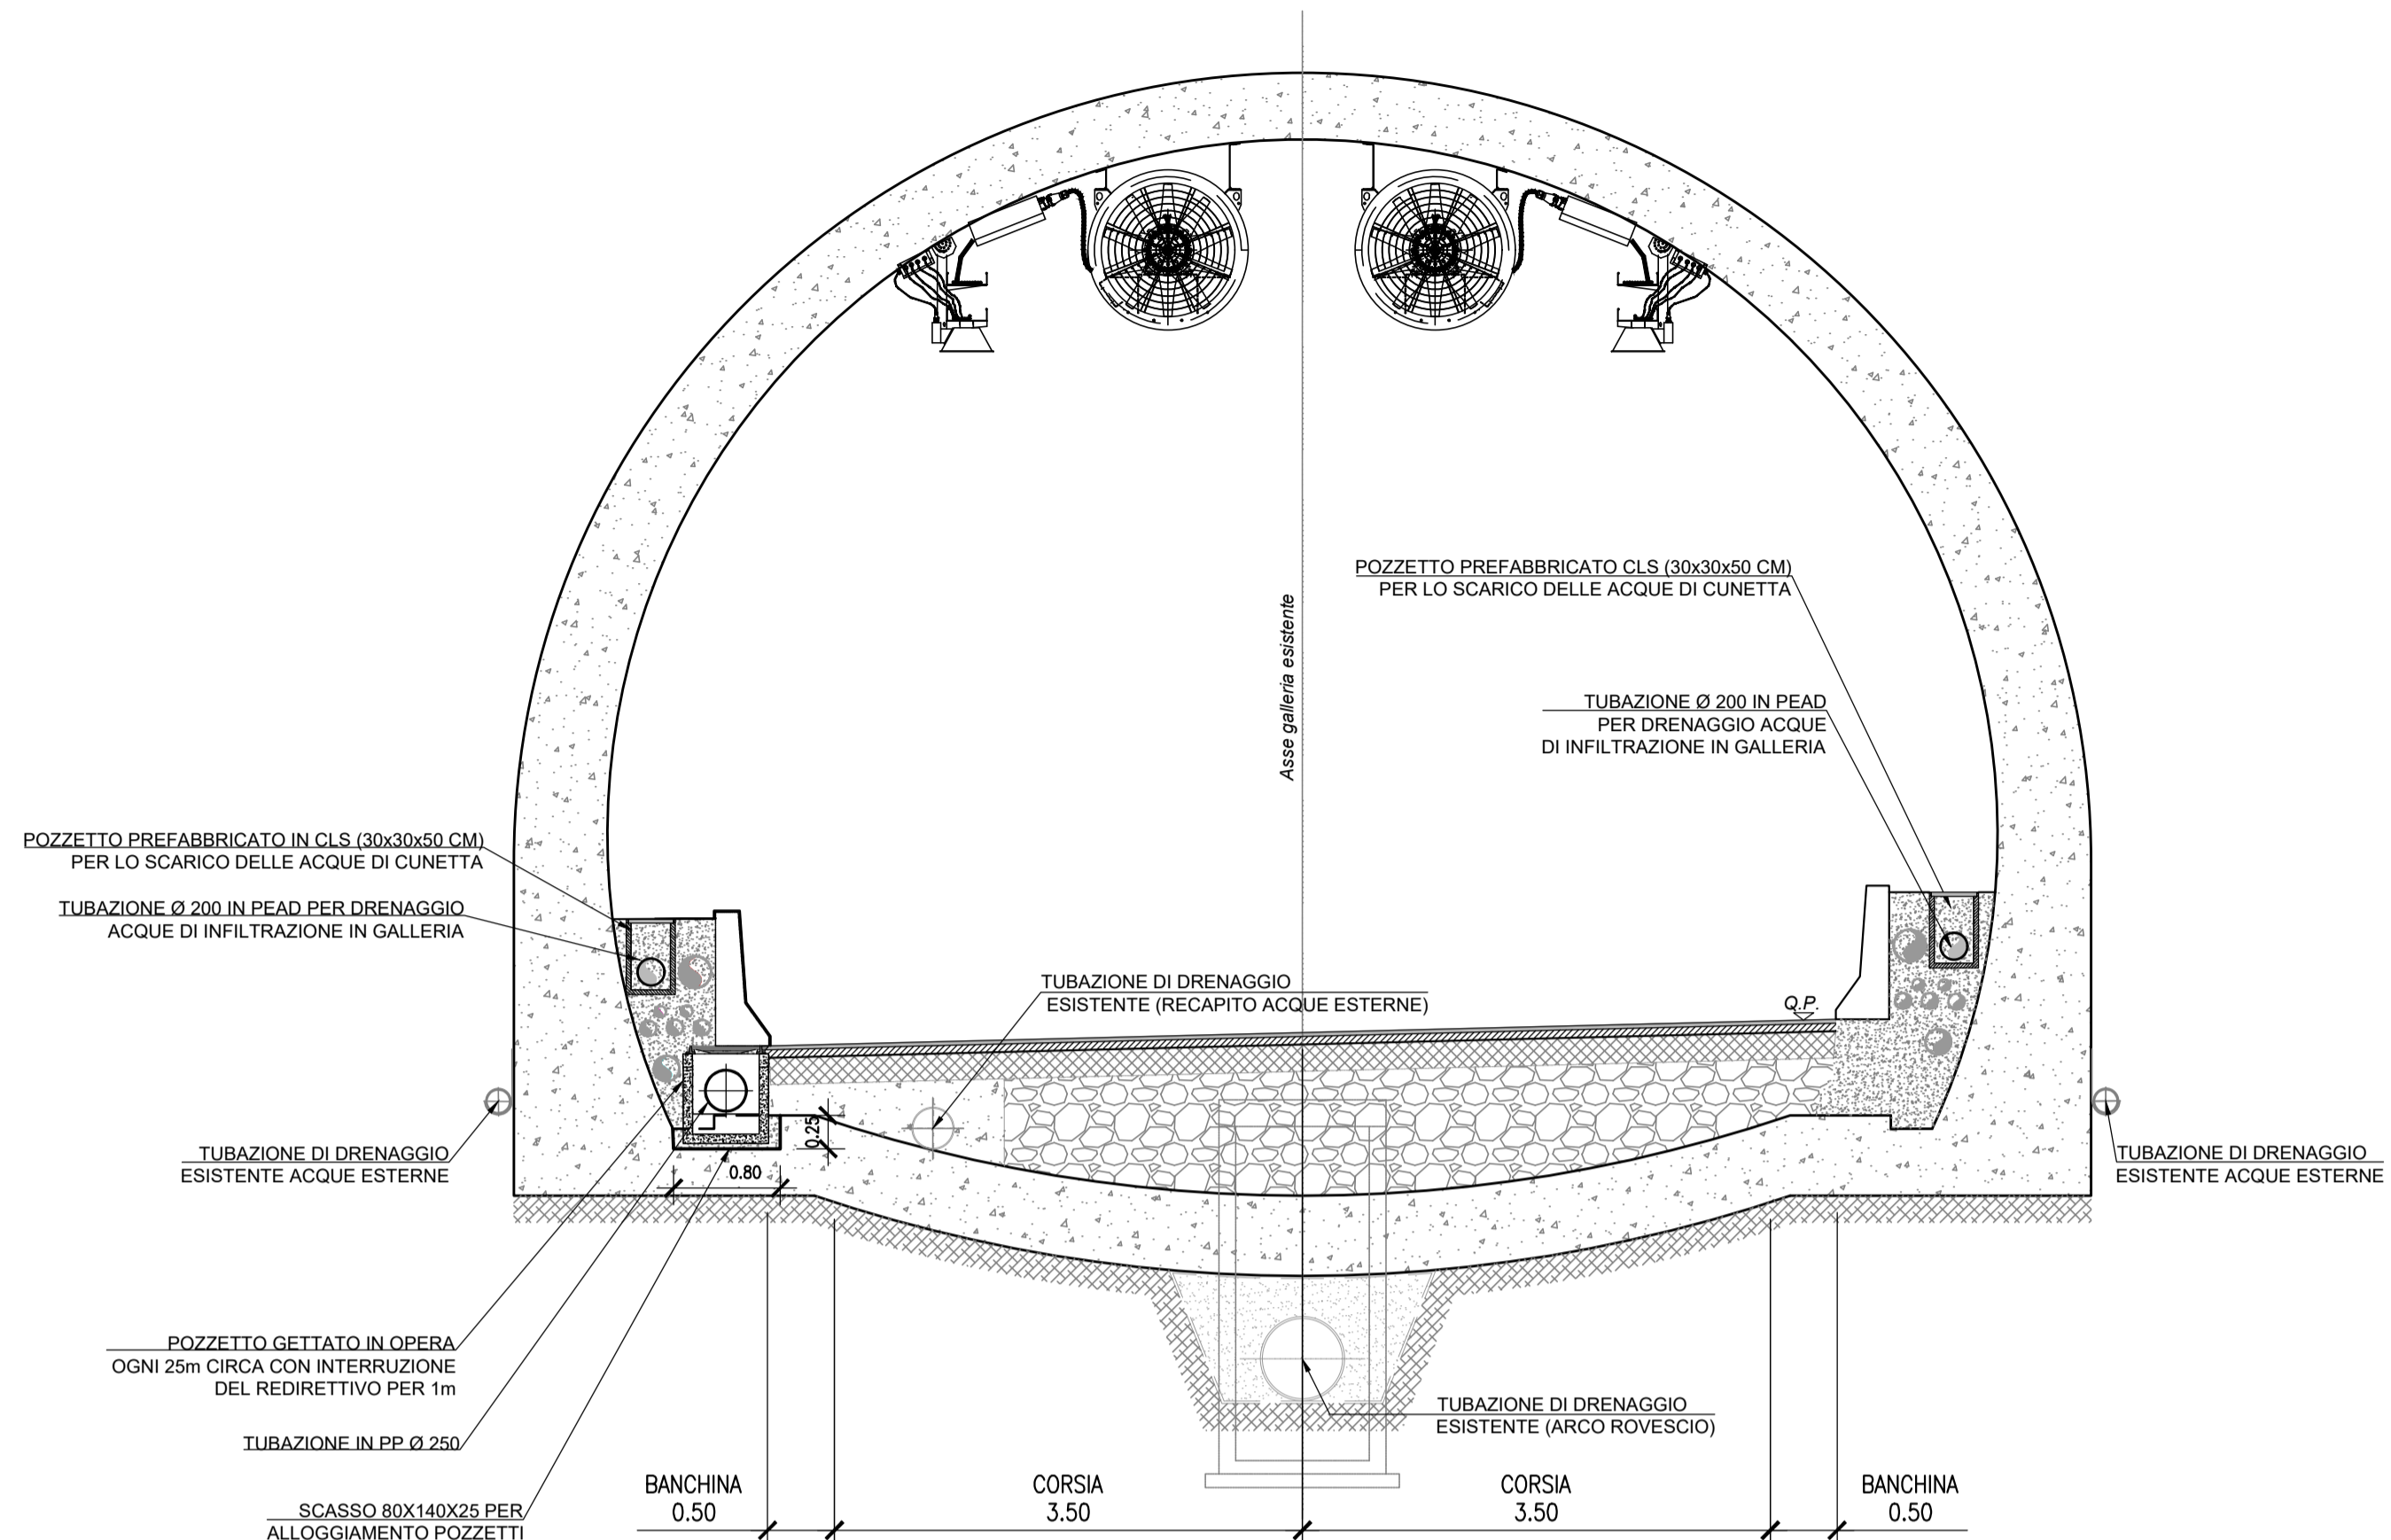 Asse galleria esistente
POZZETTO PREFABBRICATO CLS (30x30x50 CM)
PER LO SCARICO DELLE ACQUE DI CUNETTA
TUBAZIONE Ø 200 IN PEAD
PER DRENAGGIO ACQUE
DI INFILTRAZIONE IN GALLERIA
POZZETTO PREFABBRICATO IN CLS (30x30x50 CM)
PER LO SCARICO DELLE ACQUE DI CUNETTA
TUBAZIONE Ø 200 IN PEAD PER DRENAGGIO
ACQUE DI INFILTRAZIONE IN GALLERIA
TUBAZIONE DI DRENAGGIO
ESISTENTE (RECAPITO ACQUE ESTERNE)
Q.P.
0.25
0.80
TUBAZIONE DI DRENAGGIO
ESISTENTE ACQUE ESTERNE
TUBAZIONE DI DRENAGGIO
ESISTENTE ACQUE ESTERNE
POZZETTO GETTATO IN OPERA
OGNI 25m CIRCA CON INTERRUZIONE
DEL REDIRETTIVO PER 1m
TUBAZIONE IN PP Ø 250
TUBAZIONE DI DRENAGGIO
ESISTENTE (ARCO ROVESCIO)
SCASSO 80X140X25 PER
ALLOGGIAMENTO POZZETTI
BANCHINA
0.50
CORSIA
3.50
CORSIA
3.50
BANCHINA
0.50